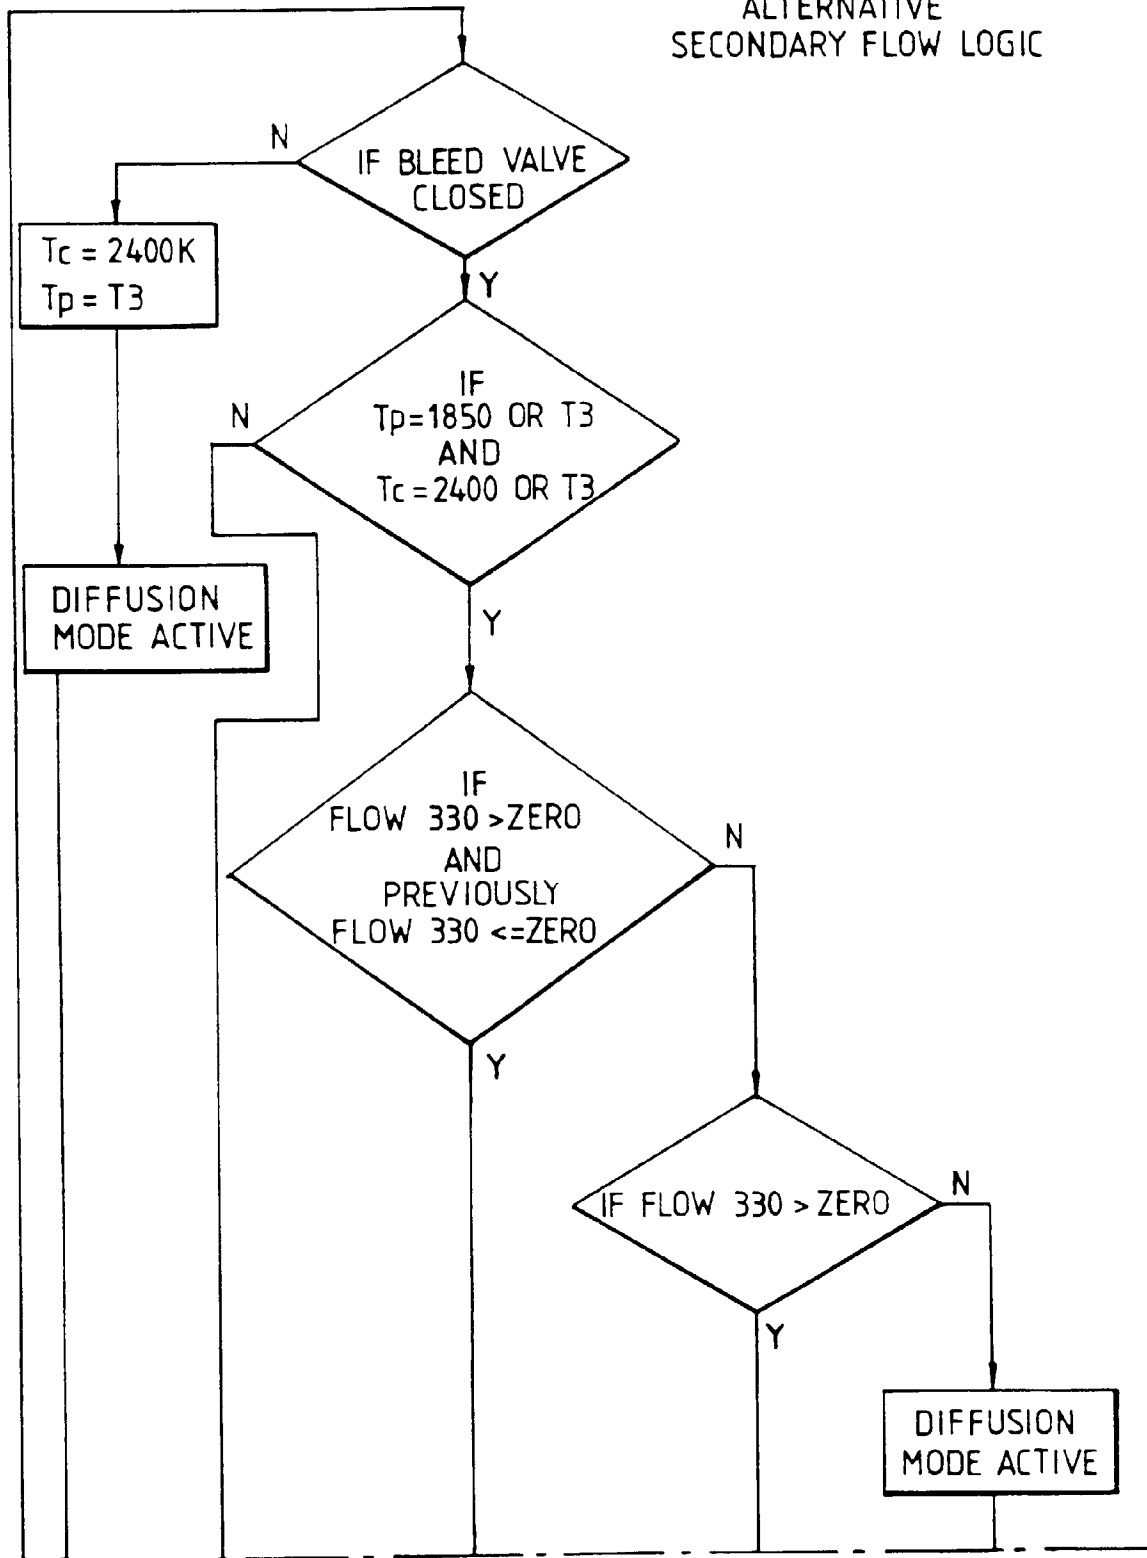 ALTERNATIVE
SECONDARY FLOW LOGIC
N
IF BLEED VALVE
CLOSED
Tc = 2400K
Tp = T3
Y
IF
Tp=1850 OR T3
AND
Tc=2400 OR T3
N
DIFFUSION
MODE ACTIVE
Y
IF
FLOW 330 >ZERO
AND
PREVIOUSLY
FLOW 330 <=ZERO
N
Y
IF FLOW 330 > ZERO
N
Y
DIFFUSION
MODE ACTIVE